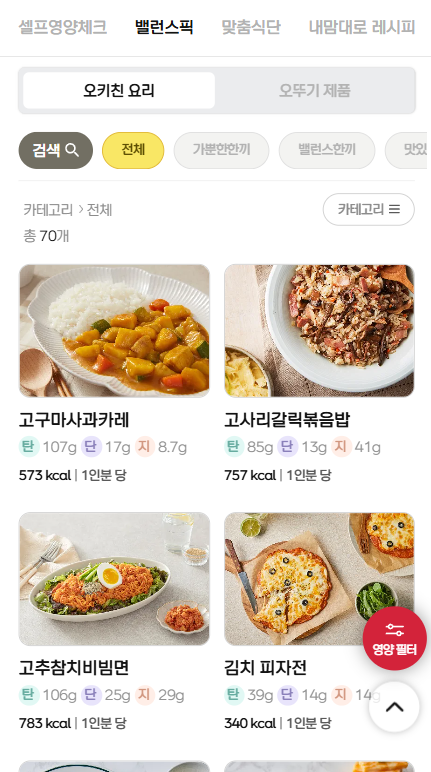 셀프영양체크 밸런스픽 맞춤식단 내맘대로 레시피
오키친 요리 오뚜기 제품
검색 전체 가뿐한한끼 밸런스한끼 맛있
카테고리 > 전체 카테고리
총 70개
고구마사과카레 고사리갈릭볶음밥
탄 107g 단 17g 지 8.7g 탄 85g 단 13g 지 41g
573 kcal | 1인분 당 757 kcal | 1인분 당
고추참치비빔면 김치 피자전
영양 필터
탄 106g 단 25g 지 29g 탄 39g 단 14g 지 14g
783 kcal | 1인분 당 340 kcal | 1인분 당